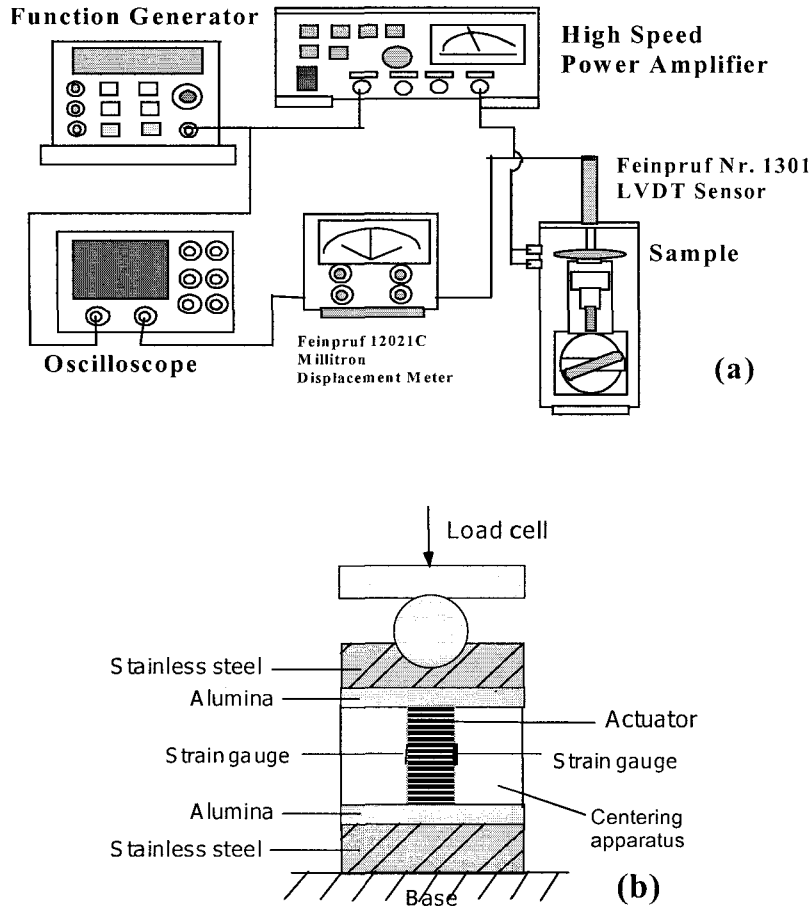 Function Generator
High Speed
Power Amplifier
Feinpruf Nr. 1301
LVDT Sensor
Sample
Oscilloscope
Feinpruf 12021C
Millitron
Displacement Meter
(a)
Load cell
Stainless steel
Alumina
Actuator
Strain gauge
Strain gauge
Alumina
Centering
apparatus
Stainless steel
Base
(b)